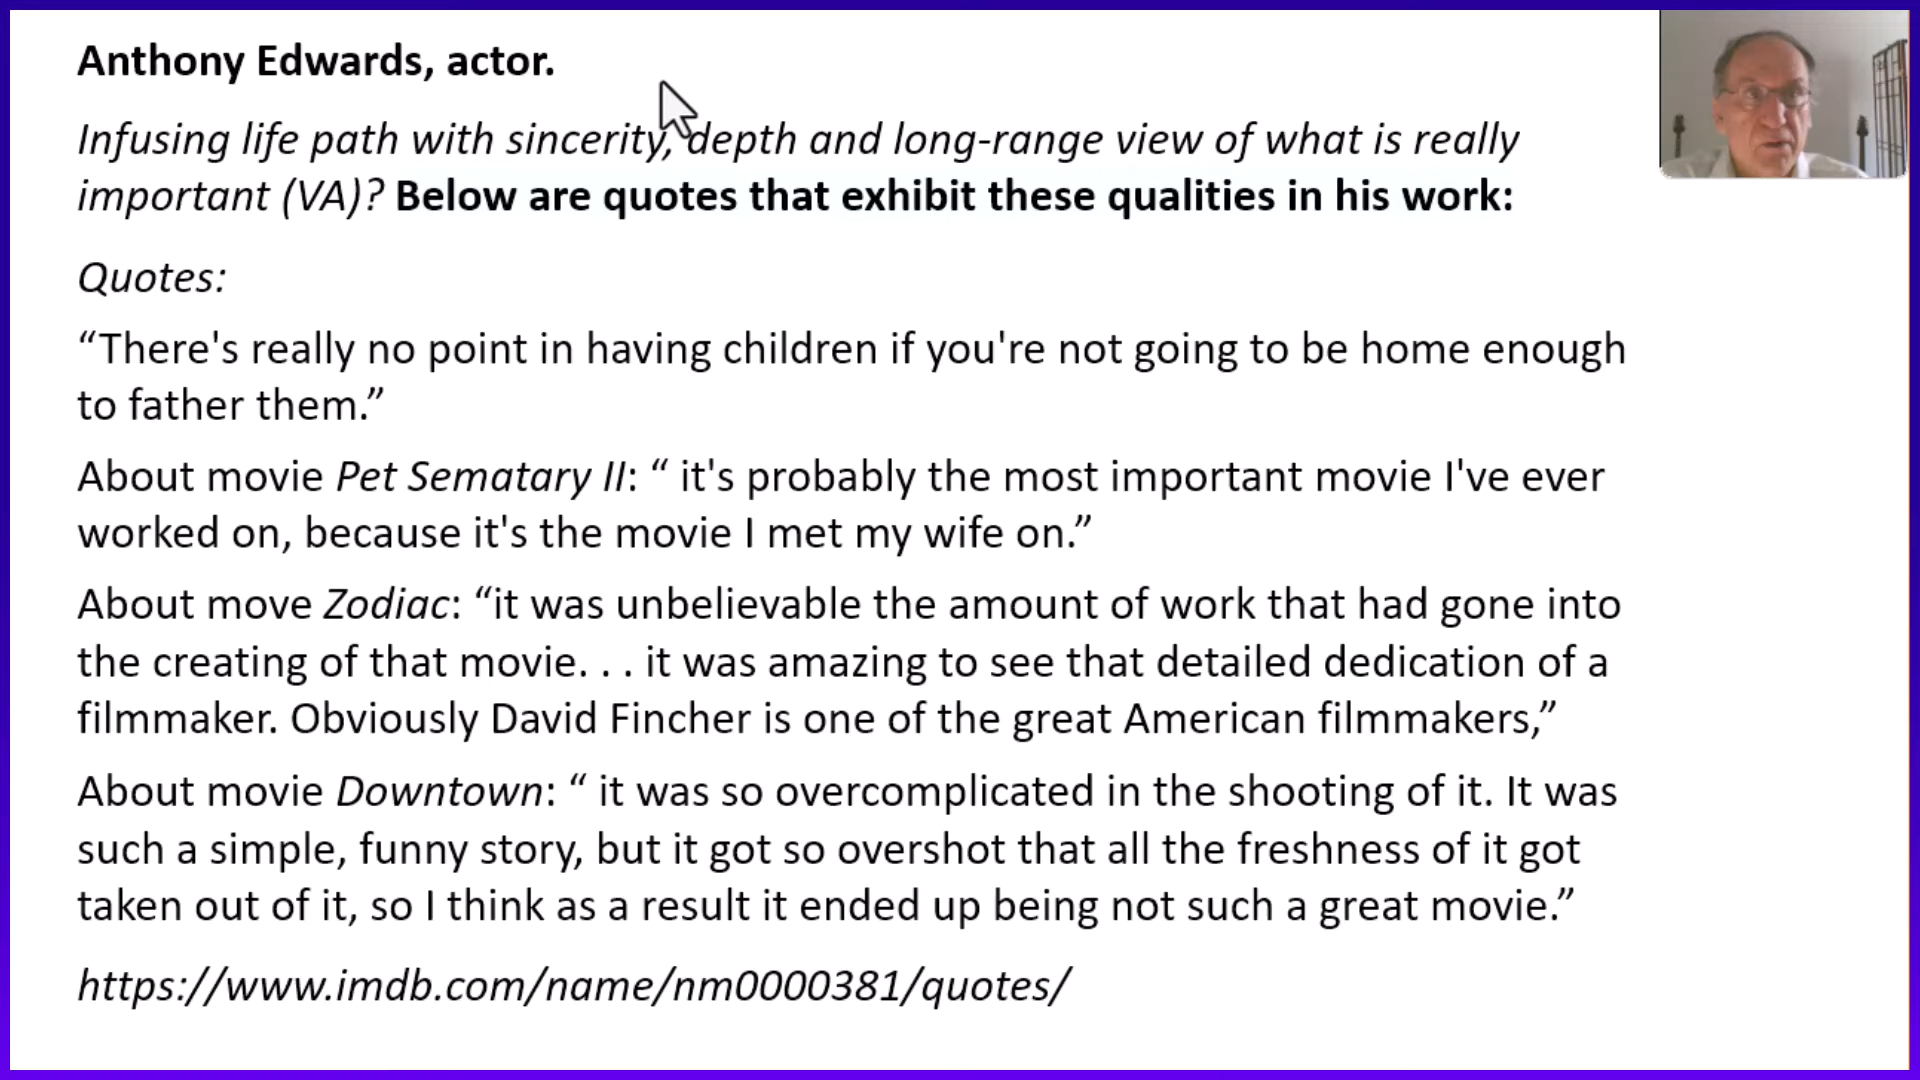 Anthony Edwards, actor.
Infusing life path with sincerity, depth and long-range view of what is really
important (VA)? Below are quotes that exhibit these qualities in his work:
Quotes:
“There's really no point in having children if you're not going to be home enough
to father them.”
About movie Pet Sematary II: “ it's probably the most important movie I've ever
worked on, because it's the movie I met my wife on.”
About move Zodiac: “it was unbelievable the amount of work that had gone into
the creating of that movie. . . it was amazing to see that detailed dedication of a
filmmaker. Obviously David Fincher is one of the great American filmmakers,”
About movie Downtown: “ it was so overcomplicated in the shooting of it. It was
such a simple, funny story, but it got so overshot that all the freshness of it got
taken out of it, so I think as a result it ended up being not such a great movie.”
https://www.imdb.com/name/nm0000381/quotes/